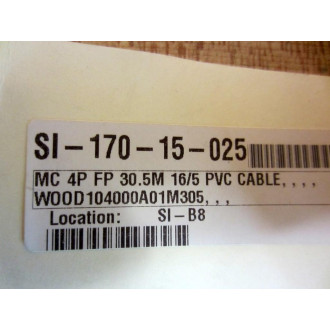 SI-170-15-025
MC 4P FP 30.5M 16/5 PVC CABLE,,,,
WOOD104000A01M305,,,
Location: SI-B8